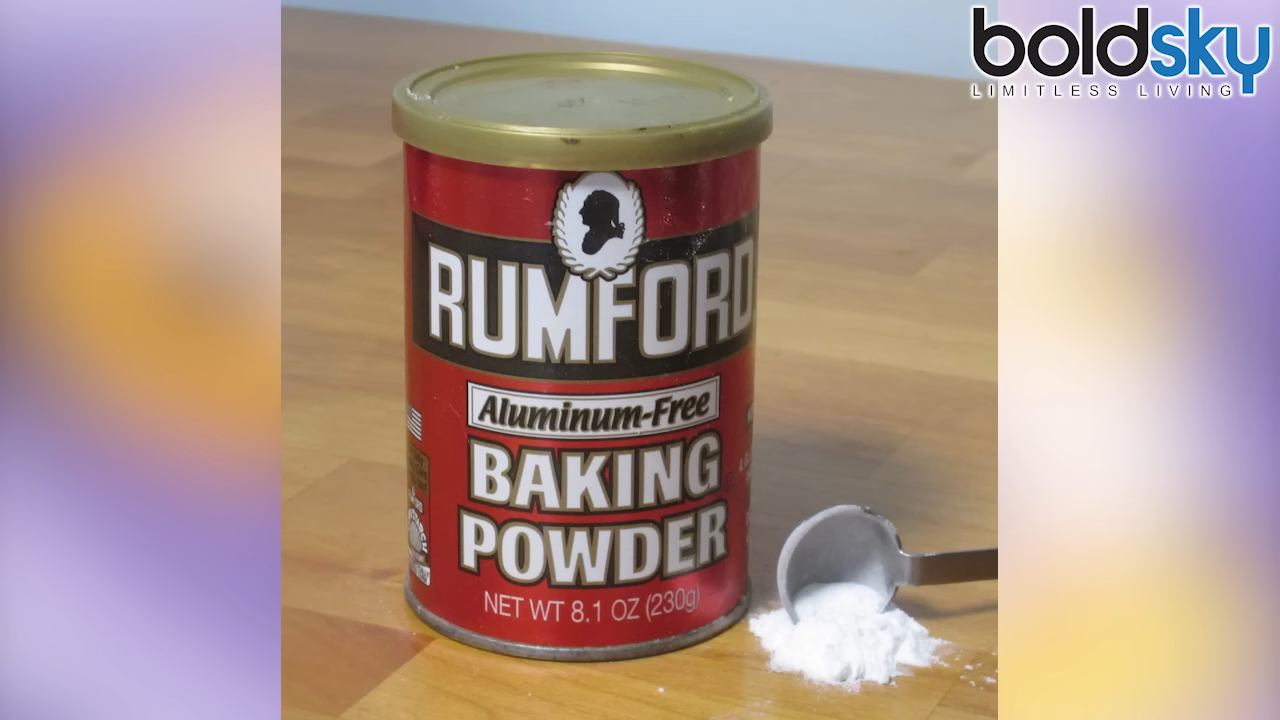 boldsky
LIMITLESS LIVING
RUMFORD
Aluminum-Free
BAKING
POWDER
NET WT 8.1 OZ (230g)